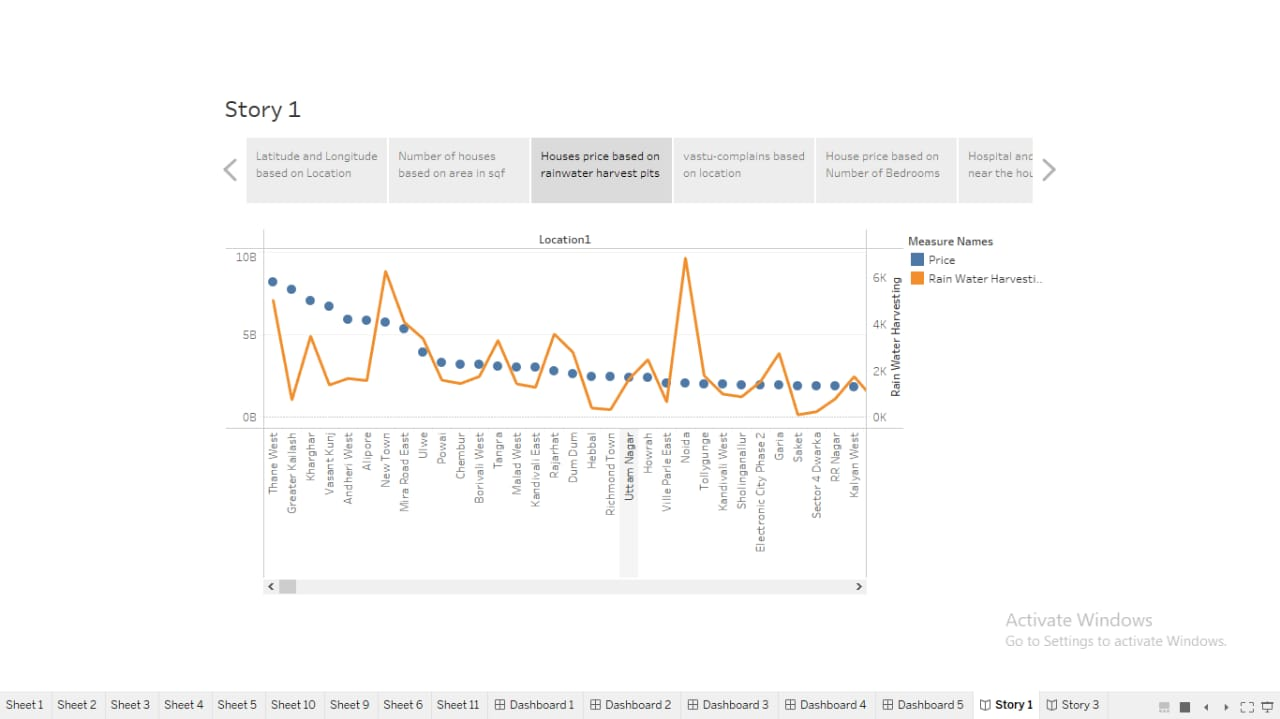 Story 1
Latitude and Longitude
based on Location
Number of houses
based on area in sqf
Houses price based on
rainwater harvest pits
vastu-complains based
on location
House price based on
Number of Bedrooms
Hospital and
near the hou
Location1
Measure Names
Price
Rain Water Harvesti..
10B
5B
0B
6K
4K
2K
0K
Rain Water Harvesting
Thane West
Greater Kailash
Kharghar
Vasant Kunj
Andheri West
Alipore
New Town
Mira Road East
Ulwe
Powai
Chembur
Borivali West
Tangra
Malad West
Kandivali East
Rajarhat
Dum Dum
Hebbal
Richmond Town
Uttam Nagar
Howrah
Ville Parle East
Noida
Tollygunge
Kandivali West
Sholinganallur
Electronic City Phase 2
Garia
Saket
Sector 4 Dwarka
RR Nagar
Kalyan West
Activate Windows
Go to Settings to activate Windows.
Sheet 1 Sheet 2 Sheet 3 Sheet 4 Sheet 5 Sheet 10 Sheet 9 Sheet 6 Sheet 11 Dashboard 1 Dashboard 2 Dashboard 3 Dashboard 4 Dashboard 5 Story 1 Story 3